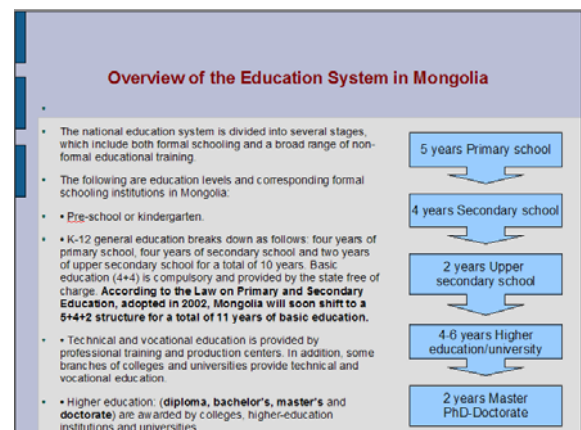 Overview of the Education System in Mongolia
• The national education system is divided into several stages,
which include both formal schooling and a broad range of non-
formal educational training.
• The following are education levels and corresponding formal
schooling institutions in Mongolia:
• • Pre-school or kindergarten.
• • K-12 general education breaks down as follows: four years of
primary school, four years of secondary school and two years
of upper secondary school for a total of 10 years. Basic
education (4+4) is compulsory and provided by the state free of
charge. According to the Law on Primary and Secondary
Education, adopted in 2002, Mongolia will soon shift to a
5+4+2 structure for a total of 11 years of basic education.
• • Technical and vocational education is provided by
professional training and production centers. In addition, some
branches of colleges and universities provide technical and
vocational education.
• • Higher education: (diploma, bachelor's, master's and
doctorate) are awarded by colleges, higher-education
institutions and universities
5 years Primary school
4 years Secondary school
2 years Upper
secondary school
4-6 years Higher
education/university
2 years Master
PhD-Doctorate